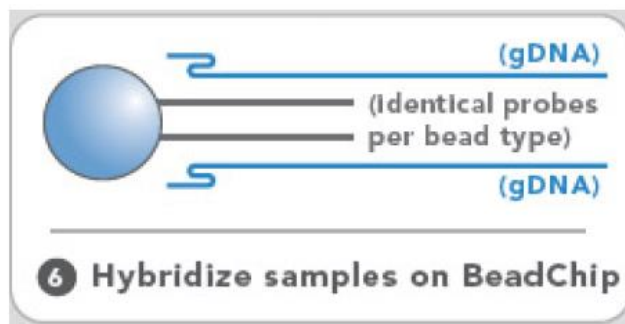 (gDNA)
(Identical probes
per bead type)
(gDNA)
6 Hybridize samples on BeadChip